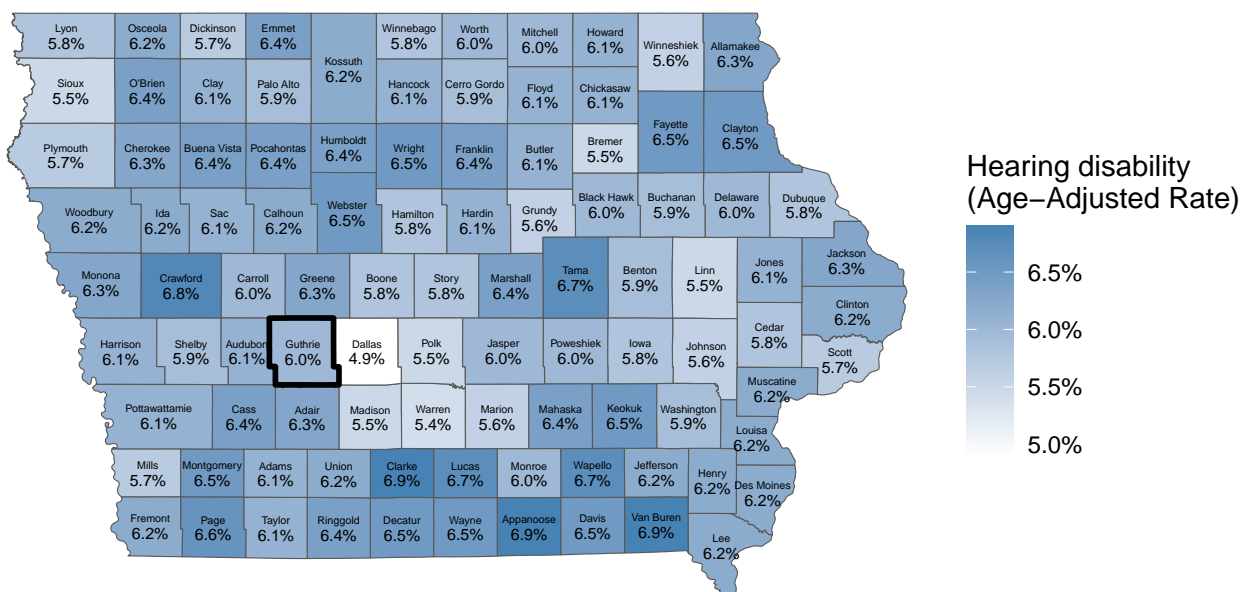 Lyon
5.8%
Osceola
6.2%
Dickinson
5.7%
Emmet
6.4%
Kossuth
6.2%
Winnebago
5.8%
Worth
6.0%
Mitchell
6.0%
Howard
6.1%
Winneshiek
5.6%
Allamakee
6.3%
Sioux
5.5%
O'Brien
6.4%
Clay
6.1%
Palo Alto
5.9%
Hancock
6.1%
Cerro Gordo
5.9%
Floyd
6.1%
Chickasaw
6.1%
Fayette
6.5%
Clayton
6.5%
Plymouth
5.7%
Cherokee
6.3%
Buena Vista
6.4%
Pocahontas
6.4%
Humboldt
6.4%
Wright
6.5%
Franklin
6.4%
Butler
6.1%
Bremer
5.5%
Woodbury
6.2%
Ida
6.2%
Sac
6.1%
Calhoun
6.2%
Webster
6.5%
Hamilton
5.8%
Hardin
6.1%
Grundy
5.6%
Black Hawk
6.0%
Buchanan
5.9%
Delaware
6.0%
Dubuque
5.8%
Monona
6.3%
Crawford
6.8%
Carroll
6.0%
Greene
6.3%
Boone
5.8%
Story
5.8%
Marshall
6.4%
Tama
6.7%
Benton
5.9%
Linn
5.5%
Jones
6.1%
Jackson
6.3%
Clinton
6.2%
Harrison
6.1%
Shelby
5.9%
Audubon
6.1%
Guthrie
6.0%
Dallas
4.9%
Polk
5.5%
Jasper
6.0%
Poweshiek
6.0%
Iowa
5.8%
Johnson
5.6%
Cedar
5.8%
Scott
5.7%
Muscatine
6.2%
Pottawattamie
6.1%
Cass
6.4%
Adair
6.3%
Madison
5.5%
Warren
5.4%
Marion
5.6%
Mahaska
6.4%
Keokuk
6.5%
Washington
5.9%
Louisa
6.2%
Mills
5.7%
Montgomery
6.5%
Adams
6.1%
Union
6.2%
Clarke
6.9%
Lucas
6.7%
Monroe
6.0%
Wapello
6.7%
Jefferson
6.2%
Henry
6.2%
Des Moines
6.2%
Fremont
6.2%
Page
6.6%
Taylor
6.1%
Ringgold
6.4%
Decatur
6.5%
Wayne
6.5%
Appanoose
6.9%
Davis
6.5%
Van Buren
6.9%
Lee
6.2%
Hearing disability
(Age−Adjusted Rate)
6.5%
6.0%
5.5%
5.0%